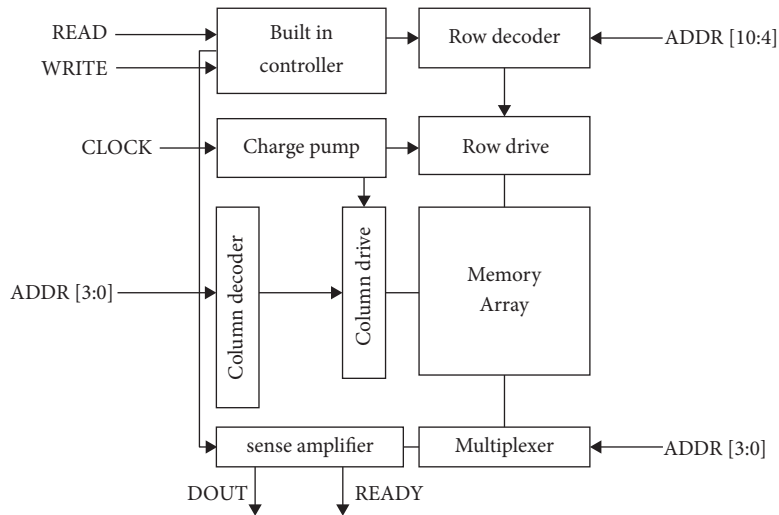 READ
WRITE
Built in
controller
Row decoder
ADDR [10:4]
CLOCK
Charge pump
Row drive
ADDR [3:0]
Column decoder
Column drive
Memory
Array
sense amplifier
Multiplexer
ADDR [3:0]
DOUT
READY